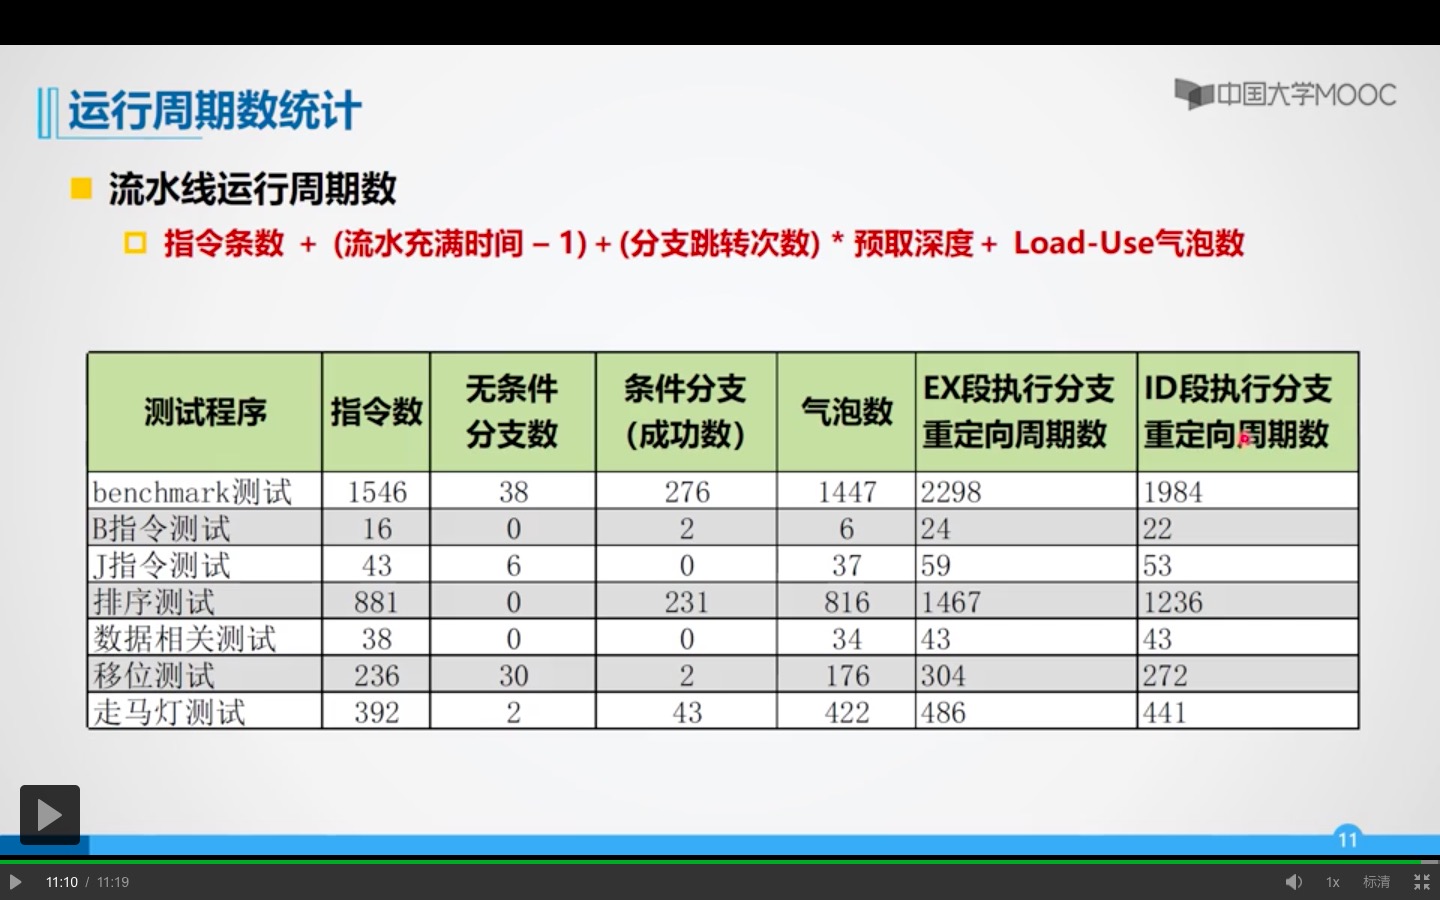 中国大学MOOC
运行周期数统计
流水线运行周期数
指令条数 + (流水充满时间 – 1) + (分支跳转次数) * 预取深度 + Load-Use气泡数
测试程序 指令数 无条件分支数 条件分支(成功数) 气泡数 EX段执行分支重定向周期数 ID段执行分支重定向周期数
benchmark测试 1546 38 276 1447 2298 1984
B指令测试 16 0 2 6 24 22
J指令测试 43 6 0 37 59 53
排序测试 881 0 231 816 1467 1236
数据相关测试 38 0 0 34 43 43
移位测试 236 30 2 176 304 272
走马灯测试 392 2 43 422 486 441
11
11:10 / 11:19 1x 标清